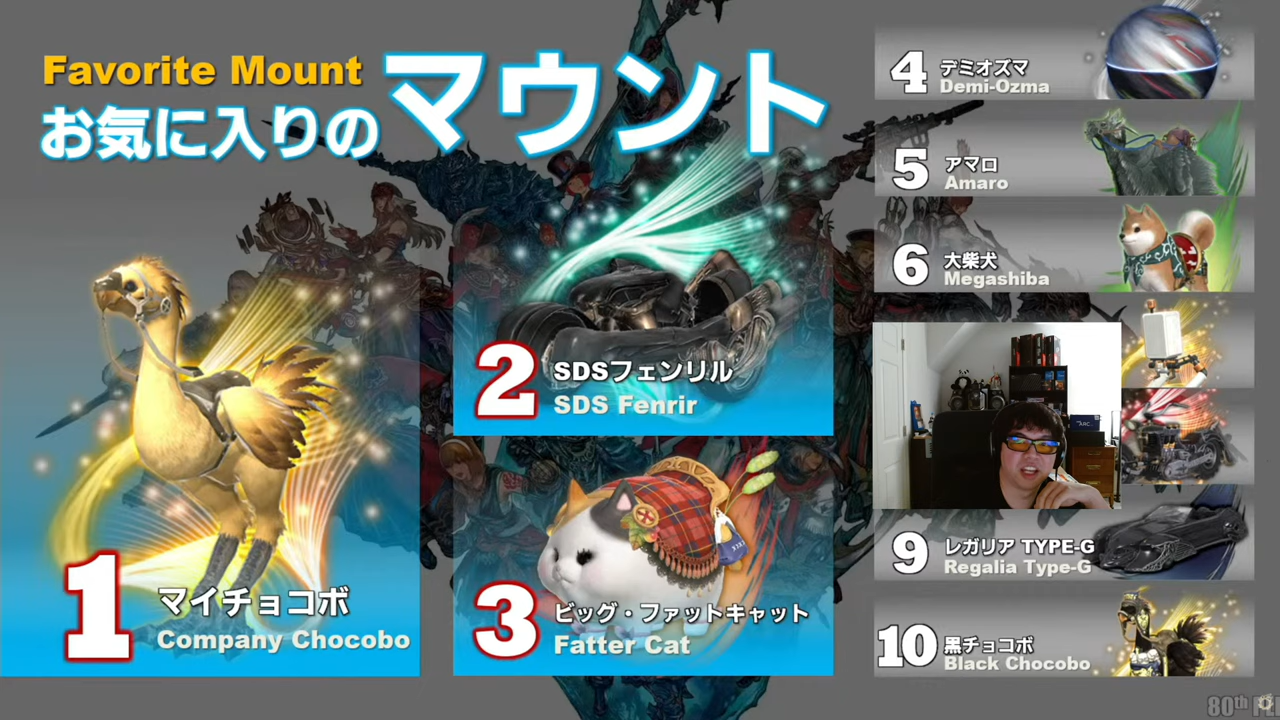 Favorite Mount
お気に入りのマウント
1
マイチョコボ
Company Chocobo
2
SDSフェンリル
SDS Fenrir
3
ビッグ・ファットキャット
Fatter Cat
4
デミオズマ
Demi-Ozma
5
アマロ
Amaro
6
大柴犬
Megashiba
9
レガリア TYPE-G
Regalia Type-G
10
黒チョコボ
Black Chocobo
80th